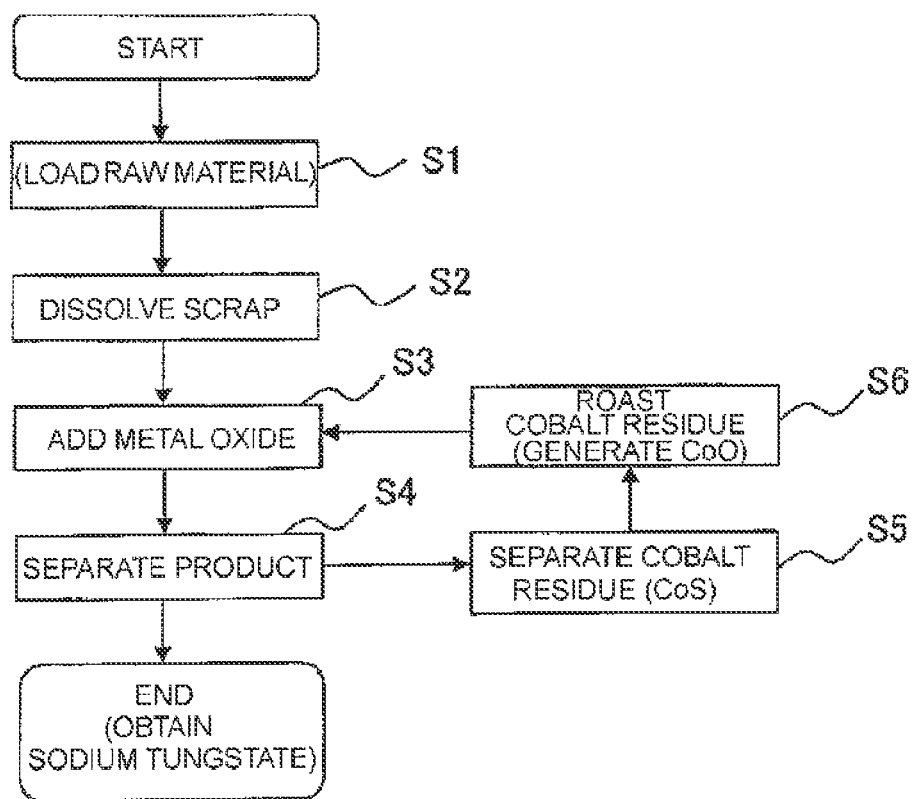 START
(LOAD RAW MATERIAL)
S1
DISSOLVE SCRAP
S2
ADD METAL OXIDE
S3
SEPARATE PRODUCT
S4
SEPARATE COBALT
RESIDUE (CoS)
S5
ROAST
COBALT RESIDUE
(GENERATE CoO)
S6
END
(OBTAIN
SODIUM TUNGSTATE)